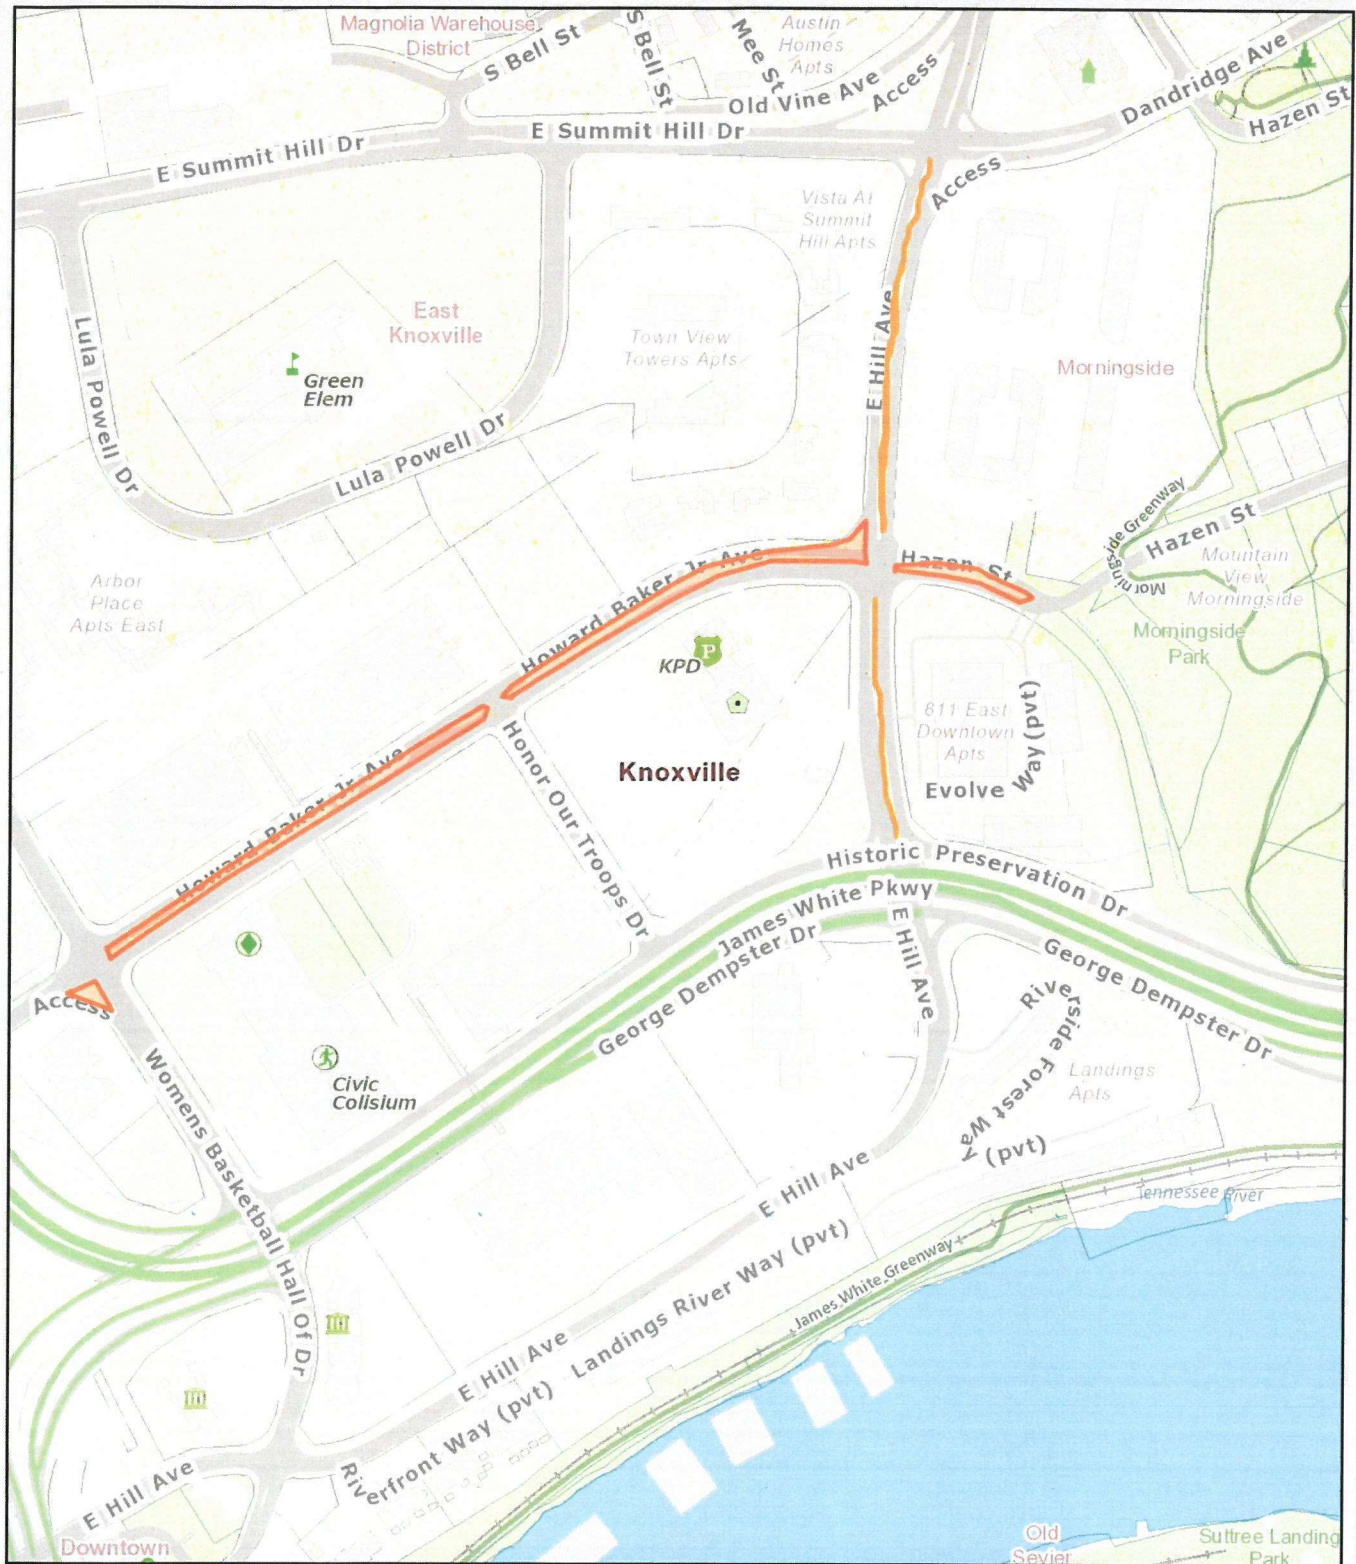 Magnolia Warehouse
District
S Bell St
S Bell St
Mee St
Austin
Homes
Apts
Old Vine Ave
Access
Dandridge Ave
Hazen St
E Summit Hill Dr
E Summit Hill Dr
Access
Vista At
Summit
Hill Apts
East
Knoxville
Town View
Towers Apts
E Hill Ave
Morningside
Green
Elem
Lula Powell Dr
Lula Powell Dr
Morningside Greenway
Hazen St
Hazen St
Mountain
View
Morningside
Morningside
Park
Arbor
Place
Apts East
Howard Baker Jr Ave
KPD
P
811 East
Downtown
Apts
Evolve Way (pvt)
Knoxville
Honor Our Troops Dr
Howard Baker Jr Ave
Historic Preservation Dr
James White Pkwy
George Dempster Dr
E Hill Ave
George Dempster Dr
Access
Riverside Forest Way (pvt)
Landings
Apts
Civic
Colisium
Womens Basketball Hall Of Dr
E Hill Ave
Tennessee River
Landings River Way (pvt)
James White Greenway
E Hill Ave
Riverfront Way (pvt)
E Hill Ave
Downtown
Old
Sevier
Suttree Landing
Park